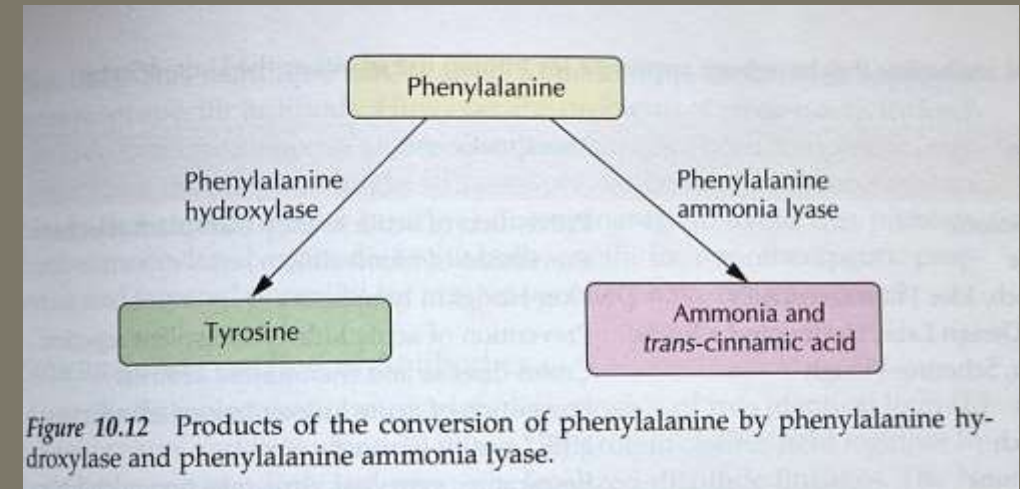 Phenylalanine
Phenylalanine
hydroxylase
Phenylalanine
ammonia lyase
Tyrosine
Ammonia and
trans-cinnamic acid
Figure 10.12 Products of the conversion of phenylalanine by phenylalanine hy-
droxylase and phenylalanine ammonia lyase.